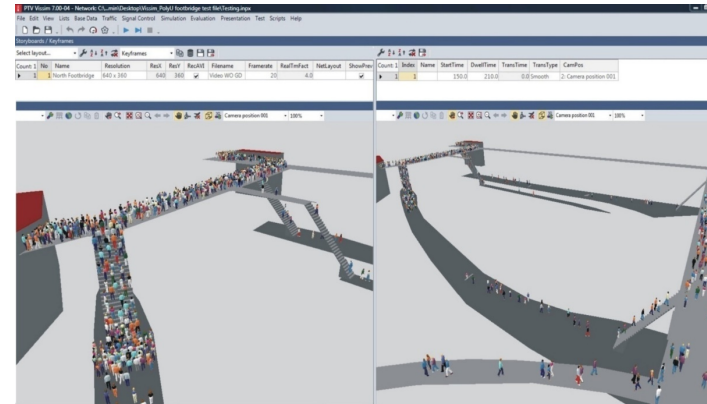 PTV Vissim 7.00-04 - Network: C:\...min\Desktop\Vissim_PolyU footbridge test file\Testing.inpx
File Edit View Lists Base Data Traffic Signal Control Simulation Evaluation Presentation Test Scripts Help
Storyboards / Keyframes
Select layout... Keyframes
Count: 1 No Name Resolution ResX ResY RecAVI Filename Framerate RealTmFact NetLayout ShowPrev
1 1 North Footbridge 640 x 360 640 360 Video WO GD 20 4.0
Count: 1 Index Name StartTime DwellTime TransTime TransType CamPos
1 1 150.0 210.0 0.0 Smooth 2: Camera position 001
Camera position 001 100%
Camera position 001 100%